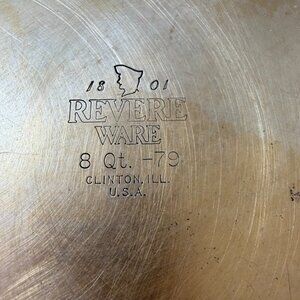 18 01
REVERE
WARE
8 Qt. -79
CLINTON, ILL.
U.S.A.